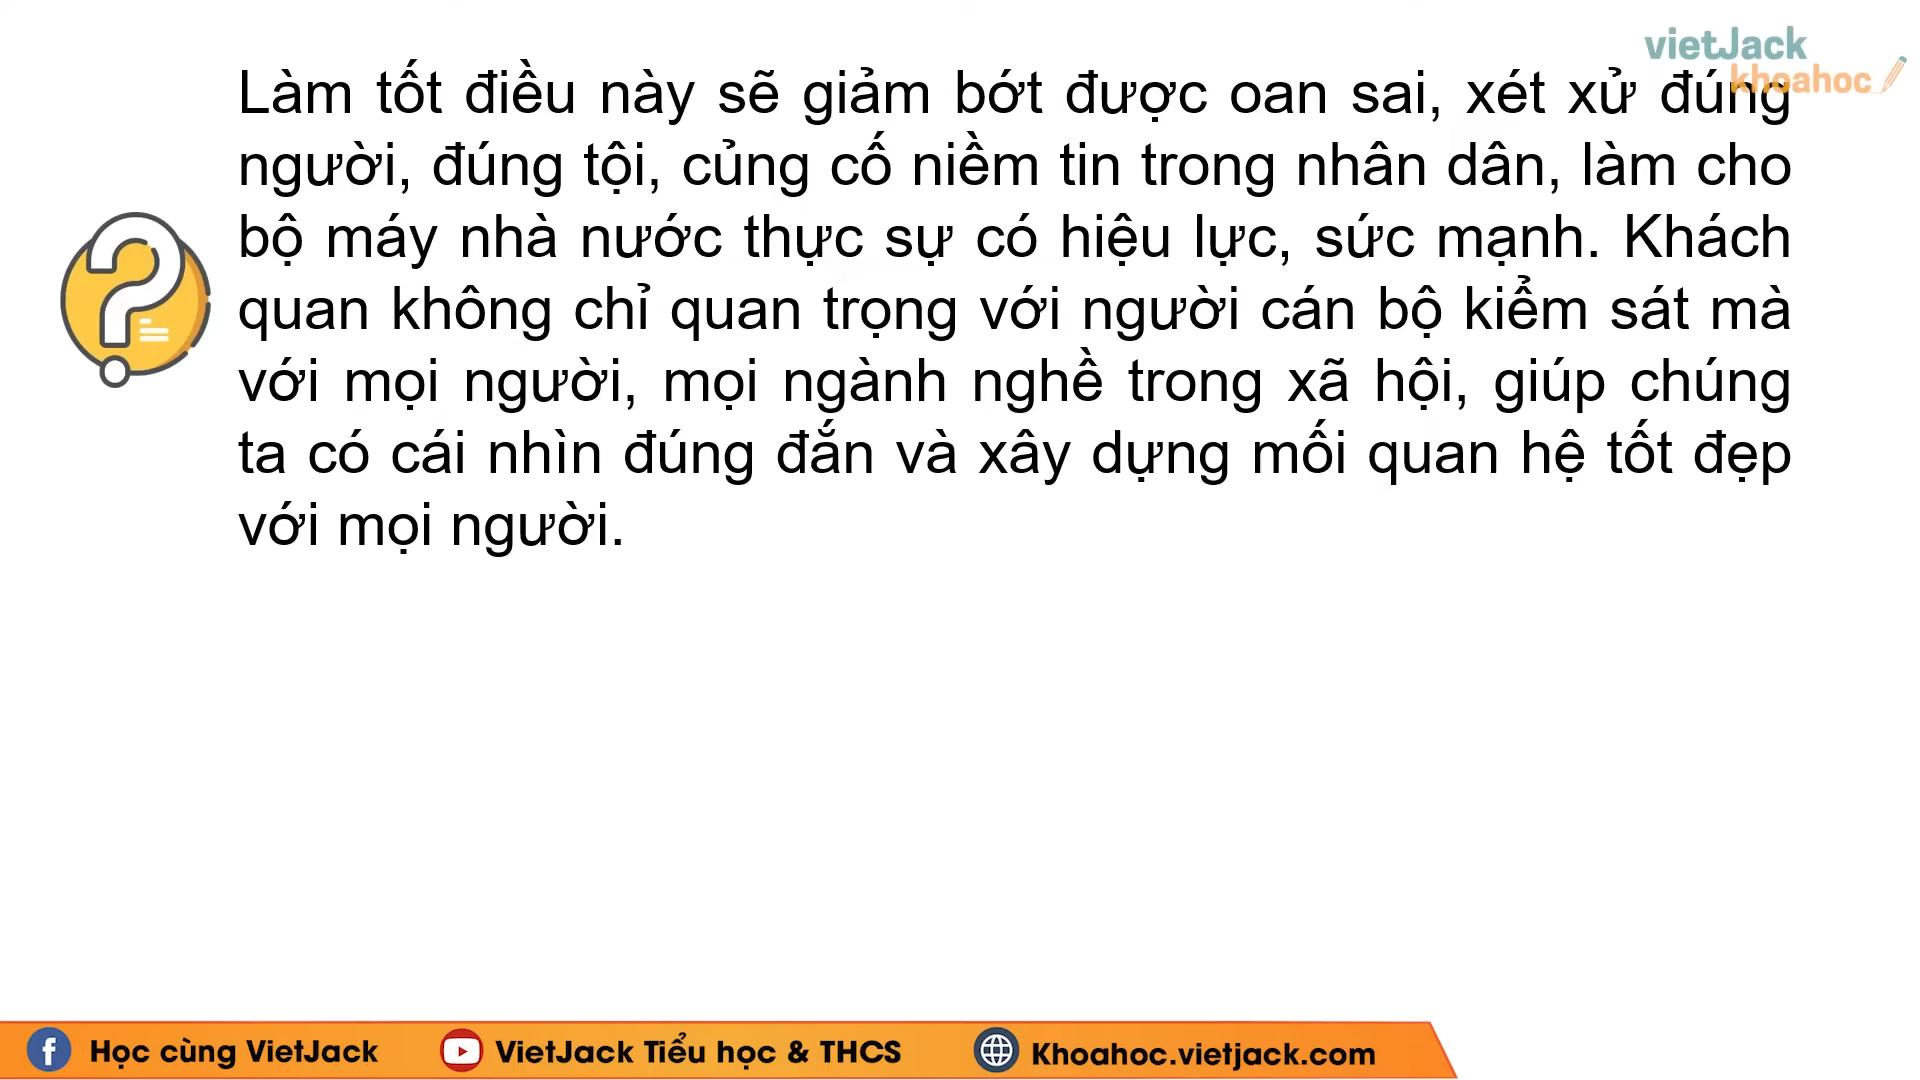 vietJack
khoahoc
Làm tốt điều này sẽ giảm bớt được oan sai, xét xử đúng
người, đúng tội, củng cố niềm tin trong nhân dân, làm cho
bộ máy nhà nước thực sự có hiệu lực, sức mạnh. Khách
quan không chỉ quan trọng với người cán bộ kiểm sát mà
với mọi người, mọi ngành nghề trong xã hội, giúp chúng
ta có cái nhìn đúng đắn và xây dựng mối quan hệ tốt đẹp
với mọi người.
Học cùng VietJack
VietJack Tiểu học & THCS
Khoahoc.vietjack.com